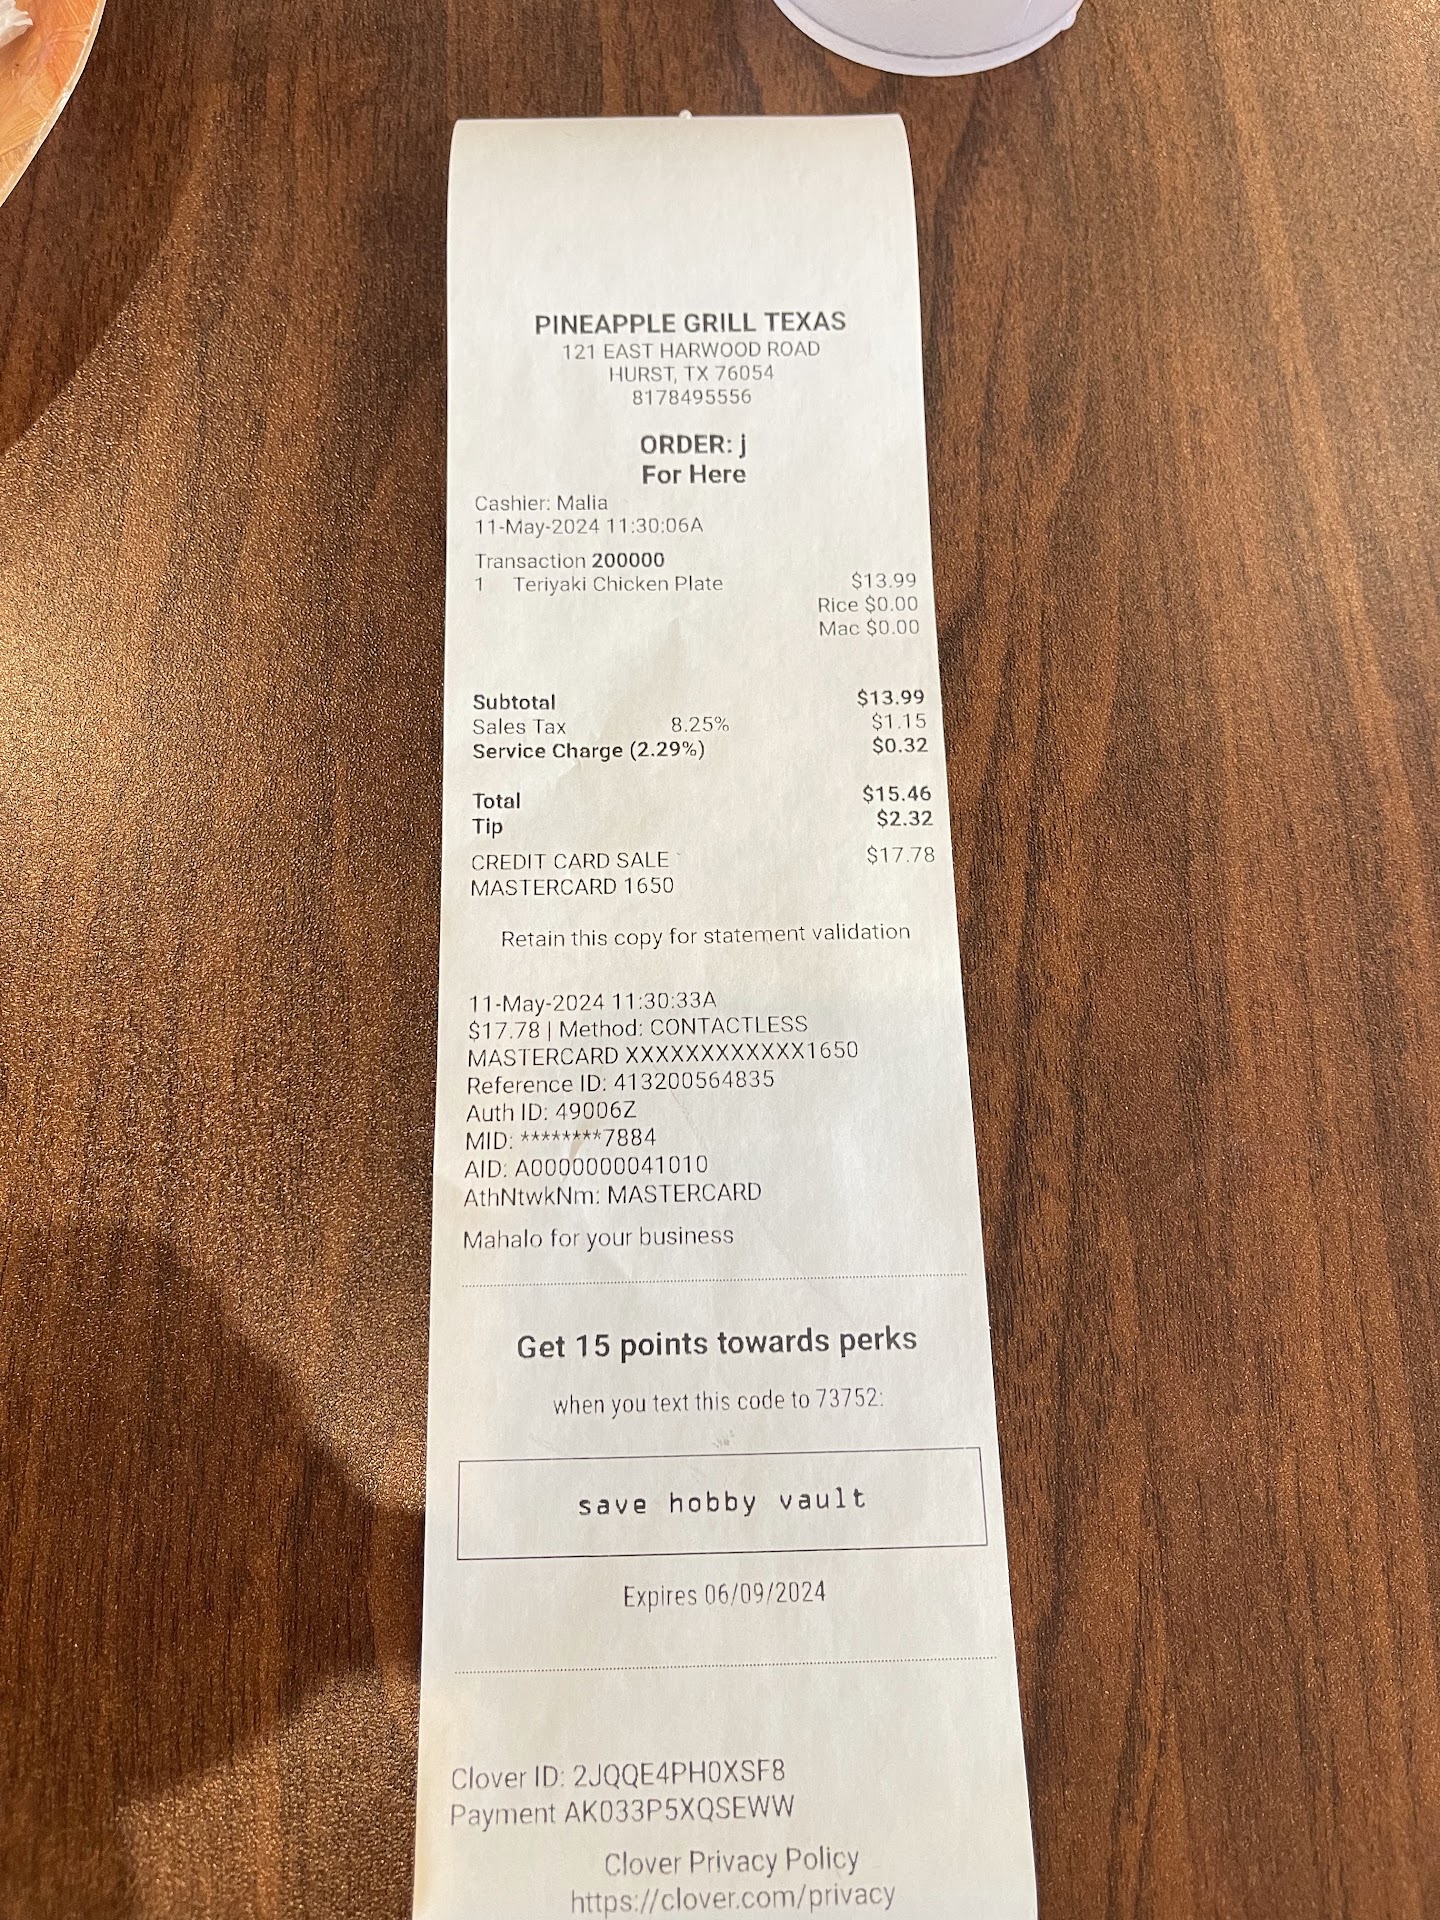 PINEAPPLE GRILL TEXAS
121 EAST HARWOOD ROAD
HURST, TX 76054
8178495556
ORDER: j
For Here
Cashier: Malia
11-May-2024 11:30:06A
Transaction 200000
1 Teriyaki Chicken Plate $13.99
Rice $0.00
Mac $0.00
Subtotal $13.99
Sales Tax 8.25% $1.15
Service Charge (2.29%) $0.32
Total $15.46
Tip $2.32
CREDIT CARD SALE $17.78
MASTERCARD 1650
Retain this copy for statement validation
11-May-2024 11:30:33A
$17.78 | Method: CONTACTLESS
MASTERCARD XXXXXXXXXXXX1650
Reference ID: 413200564835
Auth ID: 49006Z
MID: ********7884
AID: A0000000041010
AthNtwkNm: MASTERCARD
Mahalo for your business
Get 15 points towards perks
when you text this code to 73752:
save hobby vault
Expires 06/09/2024
Clover ID: 2JQQE4PH0XSF8
Payment AK033P5XQSEWW
Clover Privacy Policy
https://clover.com/privacy